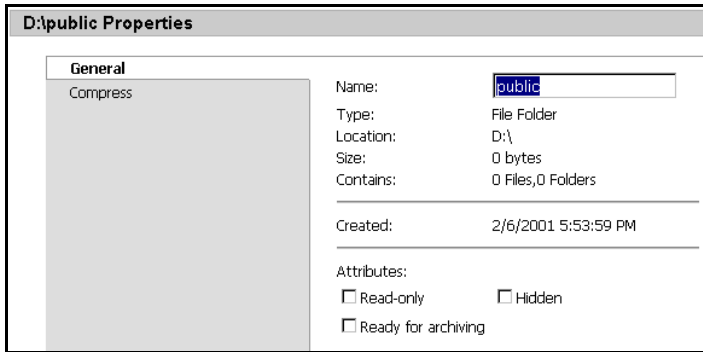 D:\public Properties
General
Compress
Name: public
Type: File Folder
Location: D:\
Size: 0 bytes
Contains: 0 Files,0 Folders
Created: 2/6/2001 5:53:59 PM
Attributes:
Read-only Hidden
Ready for archiving